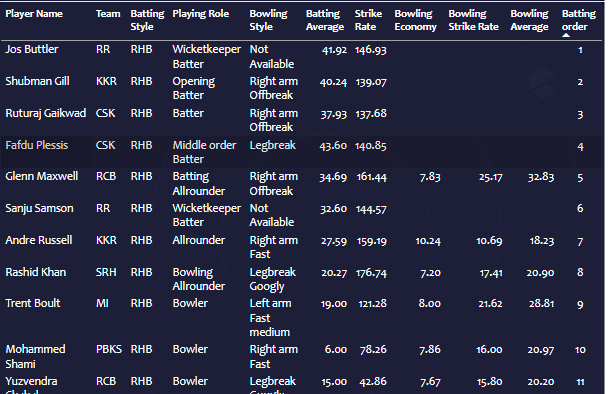 Player Name Team Batting Style Playing Role Bowling Style Batting Average Strike Rate Bowling Economy Bowling Strike Rate Bowling Average Batting order
Jos Buttler RR RHB Wicketkeeper Batter Not Available 41.92 146.93 1
Shubman Gill KKR RHB Opening Batter Right arm Offbreak 40.24 139.07 2
Ruturaj Gaikwad CSK RHB Batter Right arm Offbreak 37.93 137.68 3
Fafdu Plessis CSK RHB Middle order Batter Legbreak 43.60 140.85 4
Glenn Maxwell RCB RHB Batting Allrounder Right arm Offbreak 34.69 161.44 7.83 25.17 32.83 5
Sanju Samson RR RHB Wicketkeeper Batter Not Available 32.60 144.57 6
Andre Russell KKR RHB Allrounder Right arm Fast 27.59 159.19 10.24 10.69 18.23 7
Rashid Khan SRH RHB Bowling Allrounder Legbreak Googly 20.27 176.74 7.20 17.41 20.90 8
Trent Boult MI RHB Bowler Left arm Fast medium 19.00 121.28 8.00 21.62 28.81 9
Mohammed Shami PBKS RHB Bowler Right arm Fast 6.00 78.26 7.86 16.00 20.97 10
Yuzvendra RCB RHB Bowler Legbreak 15.00 42.86 7.67 15.80 20.20 11